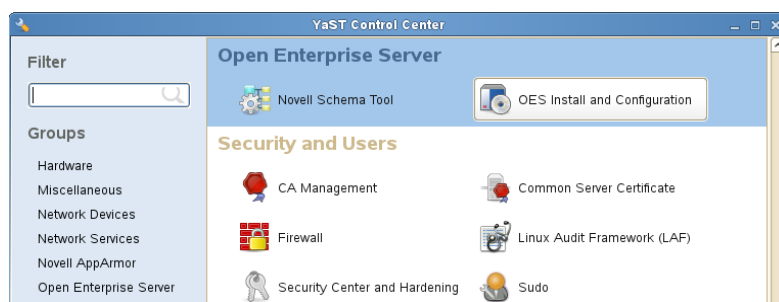 YaST Control Center
Filter
Groups
Hardware
Miscellaneous
Network Devices
Network Services
Novell AppArmor
Open Enterprise Server
Open Enterprise Server
Novell Schema Tool
OES Install and Configuration
Security and Users
CA Management
Common Server Certificate
Firewall
Linux Audit Framework (LAF)
Security Center and Hardening
Sudo